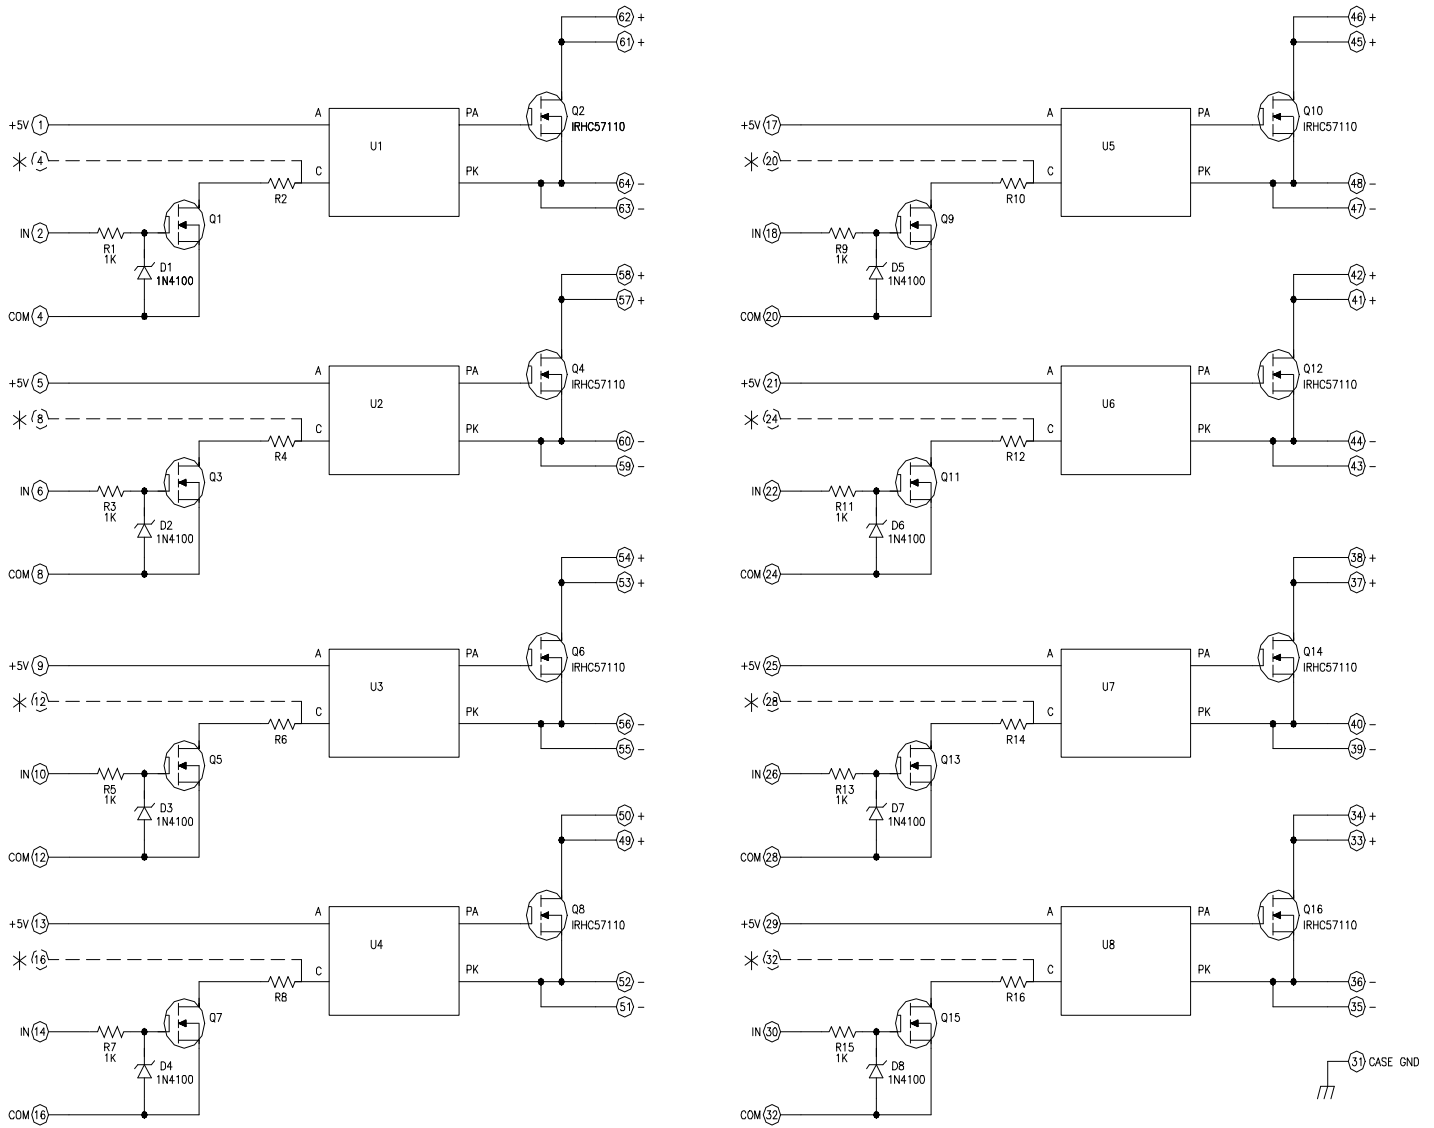 62 +
61 +
A
PA
Q2
IRHC57110
+5V 1
U1
* 4
C
PK
R2
64 -
63 -
Q1
IN 2
R1
1K
D1
1N4100
COM 4
58 +
57 +
A
PA
Q4
IRHC57110
+5V 5
U2
* 8
C
PK
R4
60 -
59 -
Q3
IN 6
R3
1K
D2
1N4100
COM 8
54 +
53 +
A
PA
Q6
IRHC57110
+5V 9
U3
* 12
C
PK
R6
56 -
55 -
Q5
IN 10
R5
1K
D3
1N4100
COM 12
50 +
49 +
A
PA
Q8
IRHC57110
+5V 13
U4
* 16
C
PK
R8
52 -
51 -
Q7
IN 14
R7
1K
D4
1N4100
COM 16
46 +
45 +
A
PA
Q10
IRHC57110
+5V 17
U5
* 20
C
PK
R10
48 -
47 -
Q9
IN 18
R9
1K
D5
1N4100
COM 20
42 +
41 +
A
PA
Q12
IRHC57110
+5V 21
U6
* 24
C
PK
R12
44 -
43 -
Q11
IN 22
R11
1K
D6
1N4100
COM 24
38 +
37 +
A
PA
Q14
IRHC57110
+5V 25
U7
* 28
C
PK
R14
40 -
39 -
Q13
IN 26
R13
1K
D7
1N4100
COM 28
34 +
33 +
A
PA
Q16
IRHC57110
+5V 29
U8
* 32
C
PK
R16
36 -
35 -
Q15
IN 30
R15
1K
D8
1N4100
COM 32
31 CASE GND